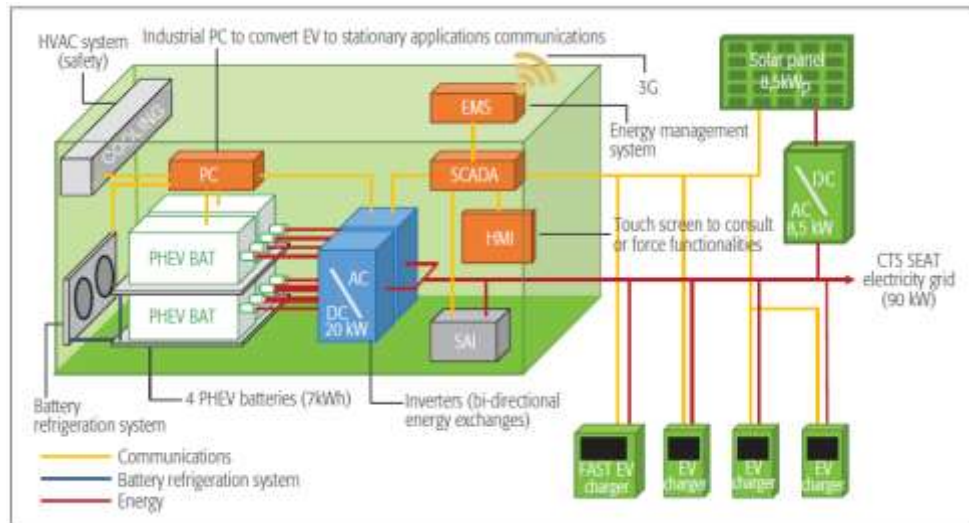 HVAC system
(safety)
Industrial PC to convert EV to stationary applications communications
3G
Solar panel
8,5kWp
COOLING
EMS
Energy management
system
PC
SCADA
DC
AC
8,5 kW
HMI
Touch screen to consult
or force functionalities
PHEV BAT
PHEV BAT
AC
DC
20 kW
SAI
CTS SEAT
electricity grid
(90 kW)
Battery
refrigeration system
4 PHEV batteries (7kWh)
Inverters (bi-directional
energy exchanges)
Communications
Battery refrigeration system
Energy
FAST EV
charger
EV
charger
EV
charger
EV
charger